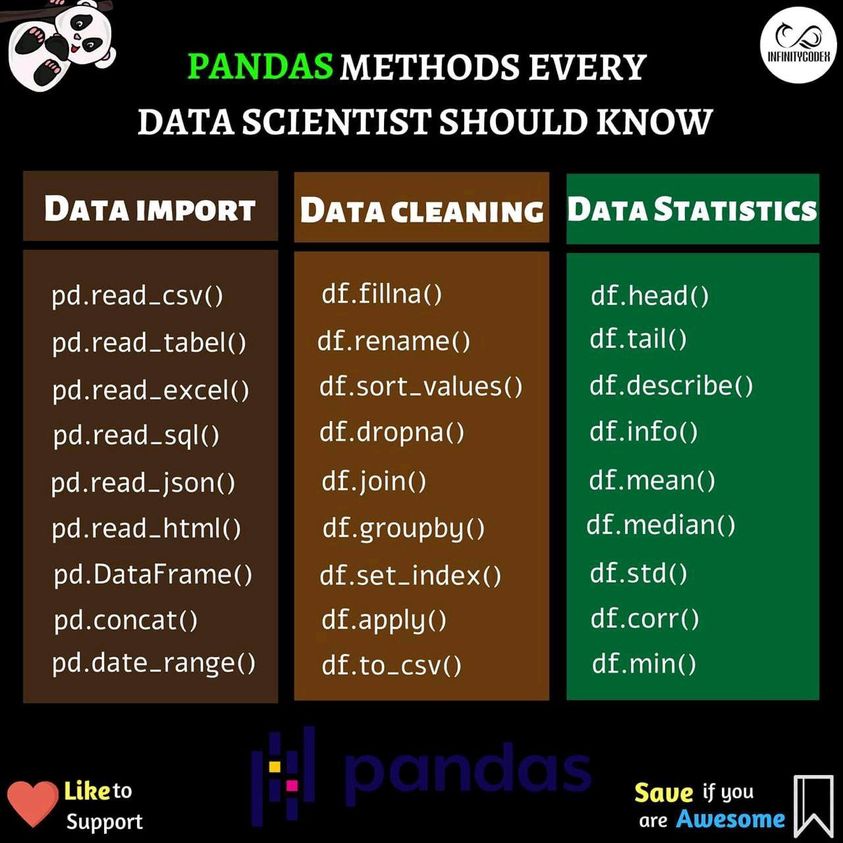 INFINITYCODEX
PANDAS METHODS EVERY
DATA SCIENTIST SHOULD KNOW
DATA IMPORT
pd.read_csv()
pd.read_tabel()
pd.read_excel()
pd.read_sql()
pd.read_json()
pd.read_html()
pd.DataFrame()
pd.concat()
pd.date_range()
DATA CLEANING
df.fillna()
df.rename()
df.sort_values()
df.dropna()
df.join()
df.groupby()
df.set_index()
df.apply()
df.to_csv()
DATA STATISTICS
df.head()
df.tail()
df.describe()
df.info()
df.mean()
df.median()
df.std()
df.corr()
df.min()
pandas
Like to
Support
Save if you
are Awesome